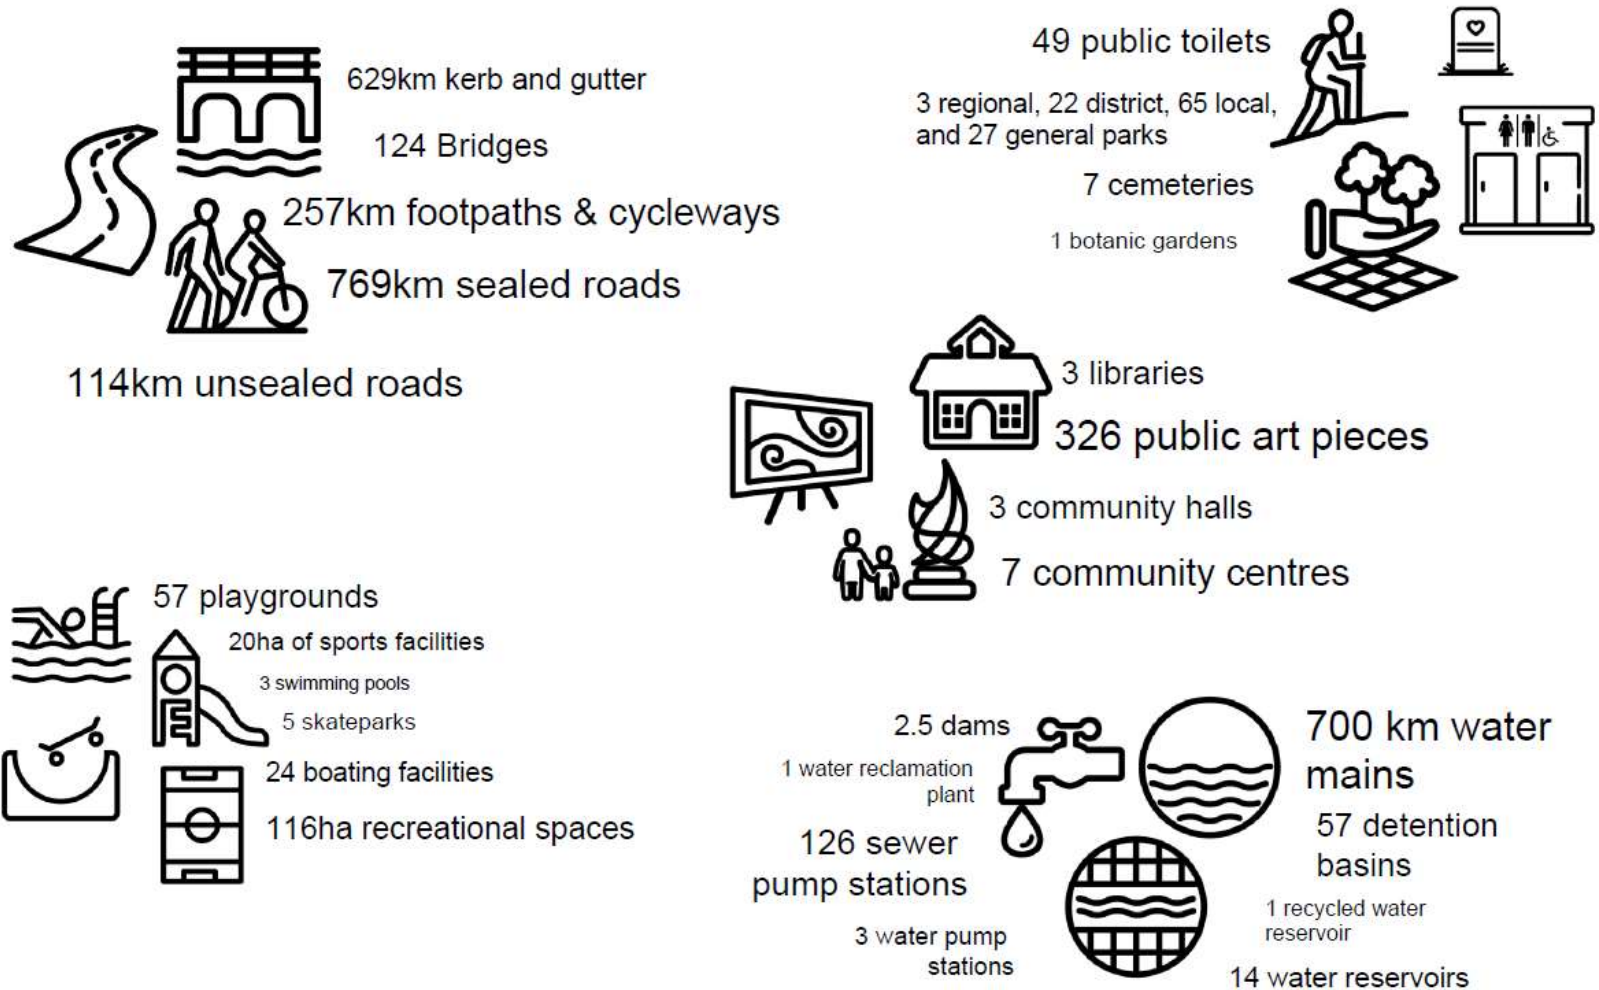 629km kerb and gutter
124 Bridges
257km footpaths & cycleways
769km sealed roads
114km unsealed roads
49 public toilets
3 regional, 22 district, 65 local,
and 27 general parks
7 cemeteries
1 botanic gardens
3 libraries
326 public art pieces
3 community halls
7 community centres
57 playgrounds
20ha of sports facilities
3 swimming pools
5 skateparks
24 boating facilities
116ha recreational spaces
2.5 dams
1 water reclamation
plant
126 sewer
pump stations
3 water pump
stations
700 km water
mains
57 detention
basins
1 recycled water
reservoir
14 water reservoirs